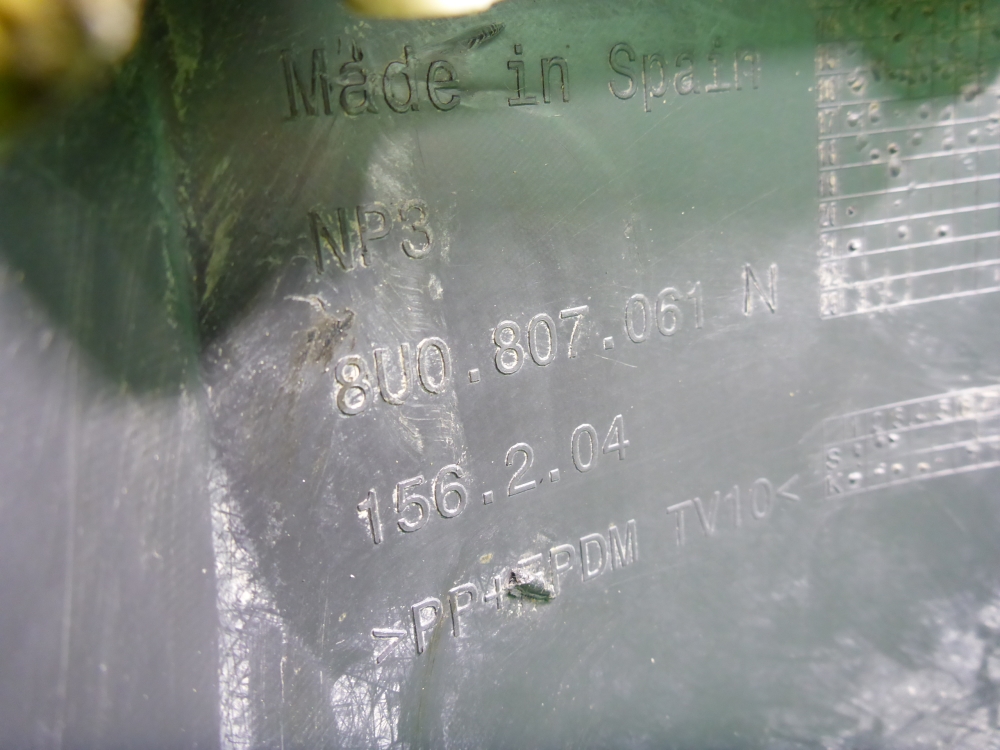 Made in Spain
NP3
8U0.807.061 N
156.2.04
>PP+EPDM TV10<